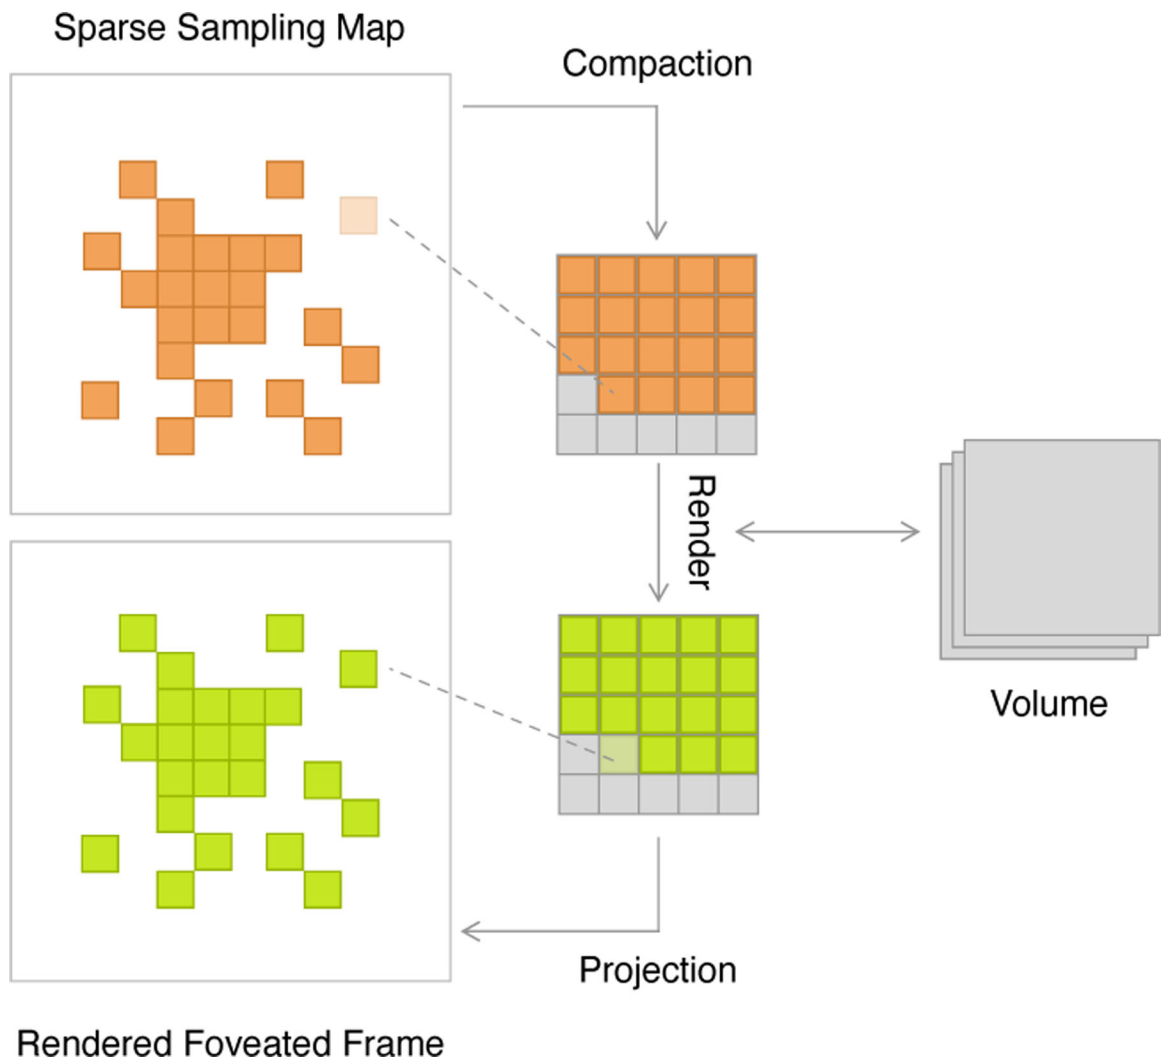 Sparse Sampling Map
Compaction
Render
Volume
Projection
Rendered Foveated Frame